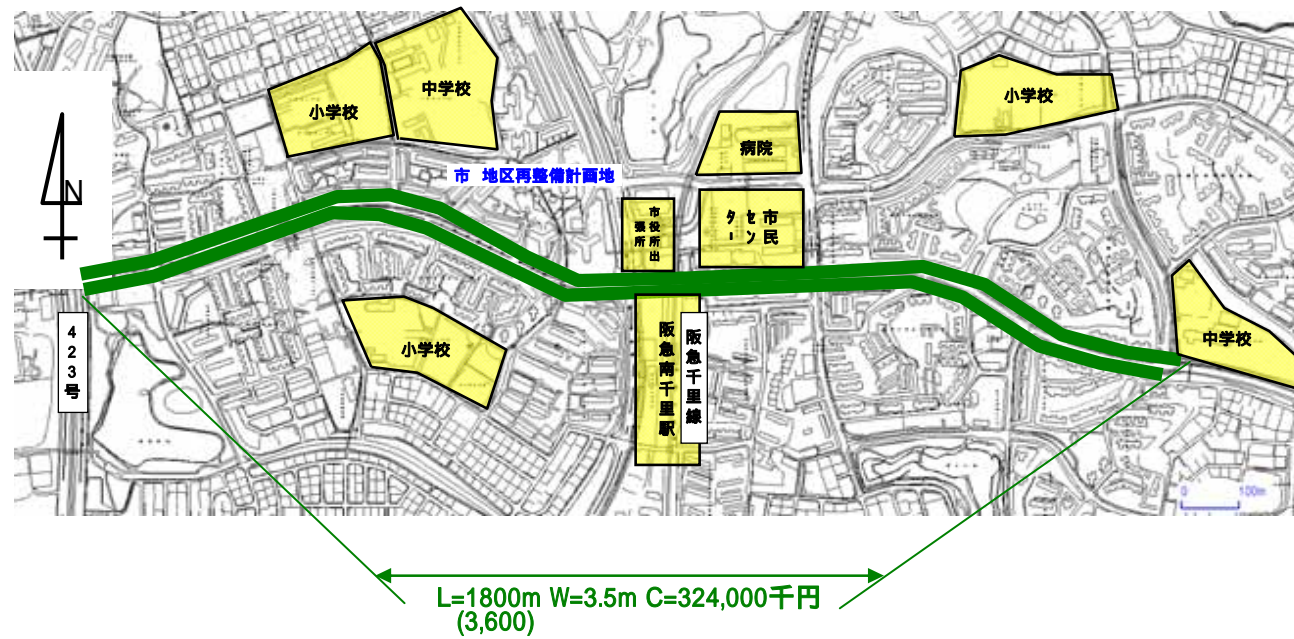 中学校
小学校
小学校
病院
市 地区再整備計画地
市役所出張所
市民センター
N
423号
小学校
阪急南千里駅
阪急千里線
中学校
0 100m
L=1800m W=3.5m C=324,000千円
(3,600)